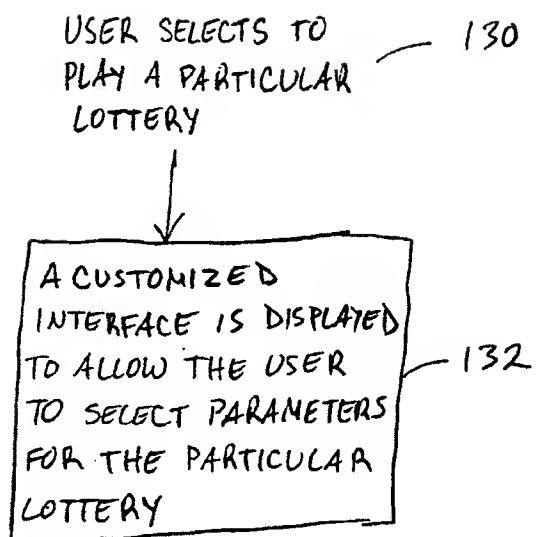 USER SELECTS TO
PLAY A PARTICULAR
LOTTERY
130
A CUSTOMIZED
INTERFACE IS DISPLAYED
TO ALLOW THE USER
TO SELECT PARAMETERS
FOR THE PARTICULAR
LOTTERY
132